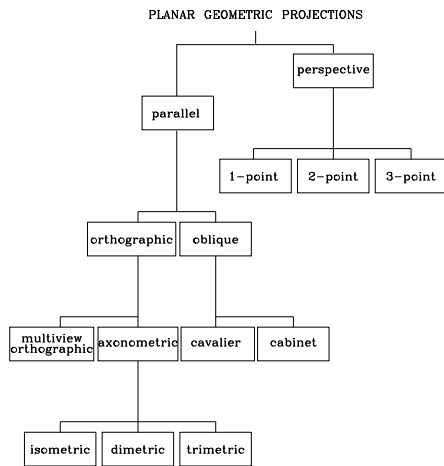 PLANAR GEOMETRIC PROJECTIONS
perspective
parallel
1-point
2-point
3-point
orthographic
oblique
multiview
orthographic
axonometric
cavalier
cabinet
isometric
dimetric
trimetric